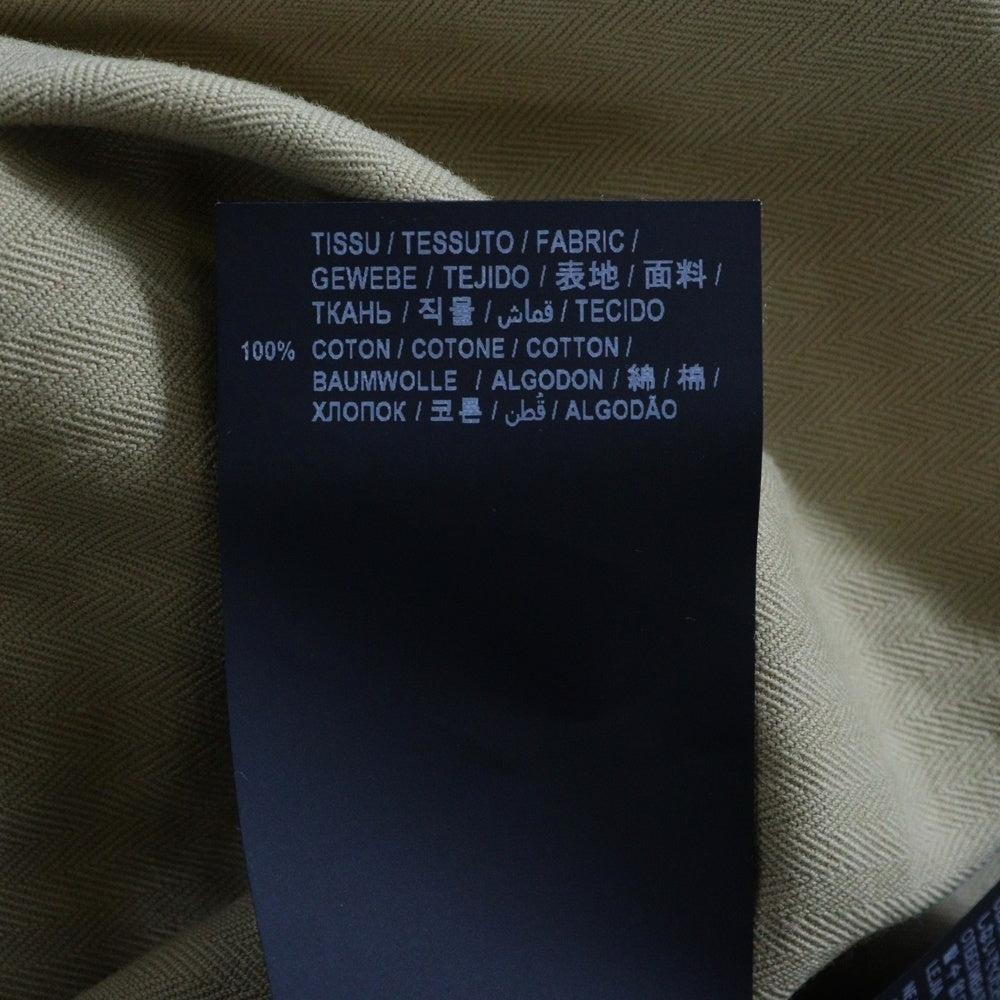 TISSU / TESSUTO / FABRIC /
GEWEBE / TEJIDO / 表地 / 面料 /
ТКАНЬ / 직물 / قماش / TECIDO
100% COTON / COTONE / COTTON /
BAUMWOLLE / ALGODON / 綿 / 棉 /
ХЛОПОК / 코튼 / قُطن / ALGODÃO